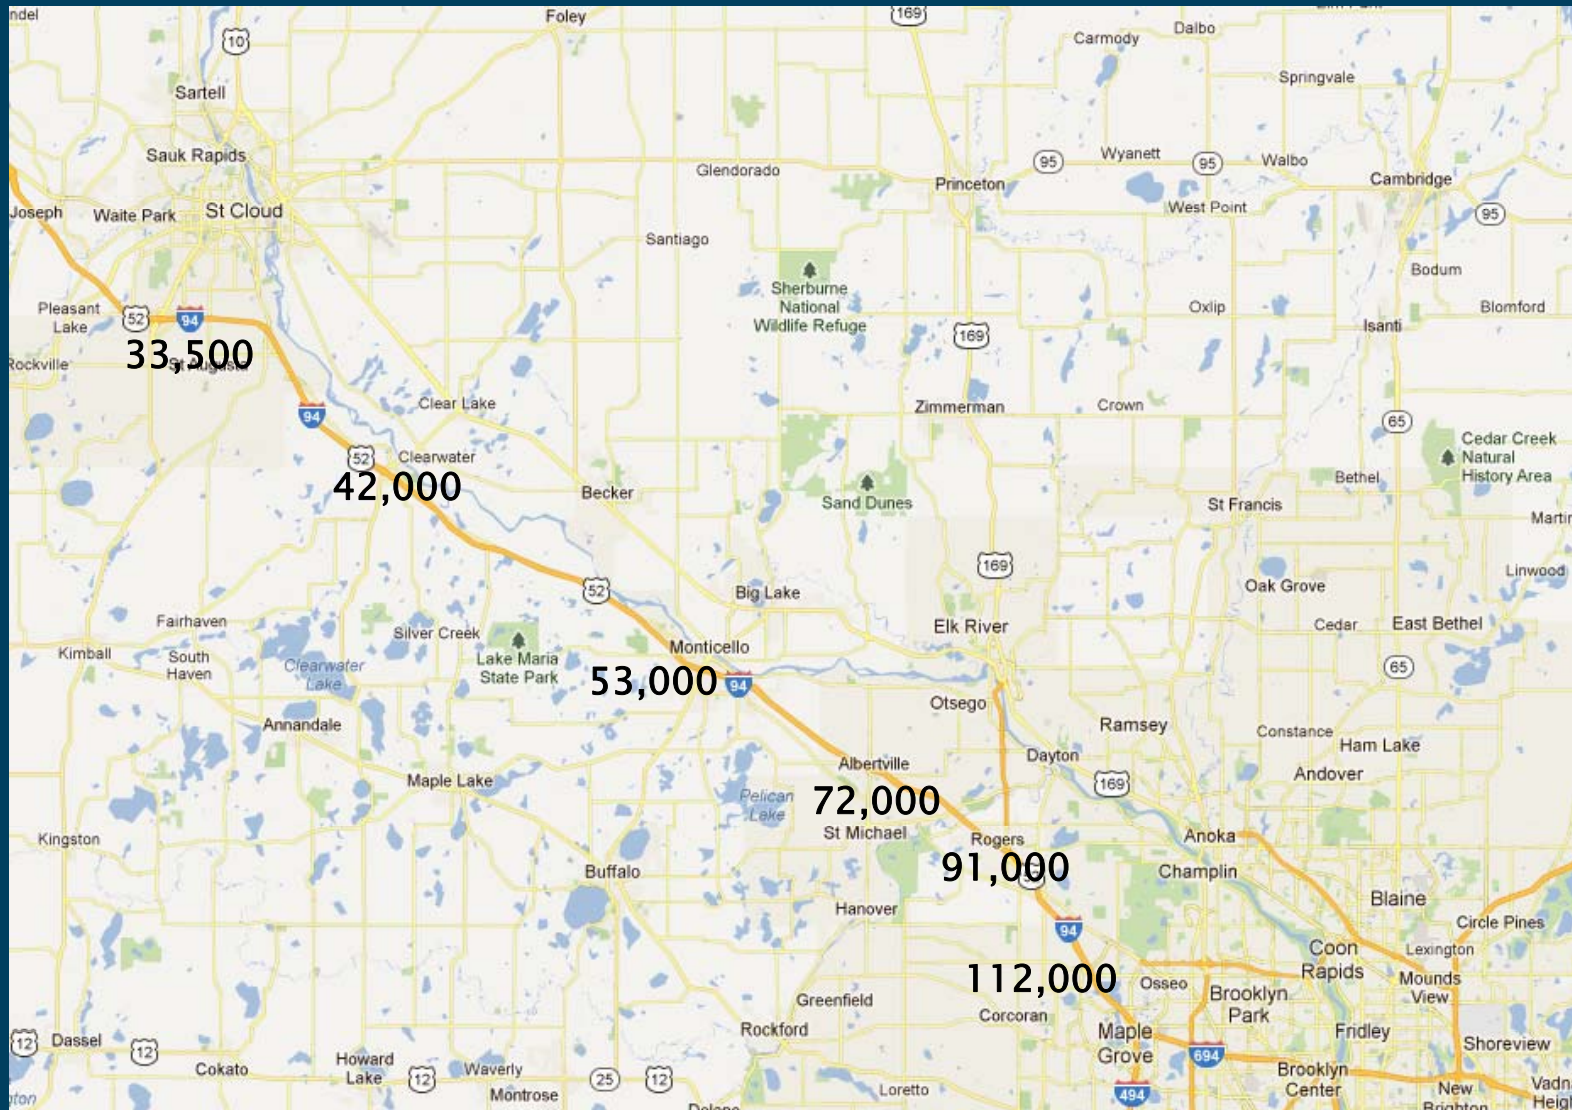 ndel
Foley
169
10
Carmody
Dalbo
Sartell
Springvale
Sauk Rapids
Glendorado
95
Wyanett
95
Walbo
Princeton
Cambridge
Joseph
Waite Park
St Cloud
West Point
95
Santiago
Bodum
Sherburne
National
Wildlife Refuge
Pleasant
Lake
52
94
Oxlip
Blomford
Isanti
169
33,500
Rockville
St Augusta
Clear Lake
Zimmerman
Crown
94
65
Cedar Creek
Natural
History Area
52
Clearwater
42,000
Becker
Sand Dunes
Bethel
St Francis
Martin
169
Linwood
52
Big Lake
Oak Grove
Fairhaven
Silver Creek
Elk River
Cedar
East Bethel
Kimball
South
Haven
Clearwater
Lake
Lake Maria
State Park
Monticello
65
53,000
94
Otsego
Annandale
Ramsey
Constance
Ham Lake
Albertville
Dayton
Andover
Maple Lake
169
Pelican
Lake
72,000
St Michael
Kingston
Rogers
Anoka
91,000
Buffalo
Champlin
Blaine
Hanover
94
Circle Pines
Coon
Rapids
Lexington
112,000
Osseo
Mounds
View
Greenfield
Brooklyn
Park
Corcoran
Rockford
Maple
Grove
Fridley
12
Dassel
12
Shoreview
694
Howard
Lake
Cokato
12
Waverly
25
12
Brooklyn
Center
Montrose
Loretto
494
New
Brighton
Vadn
Heigh
gton
Delano